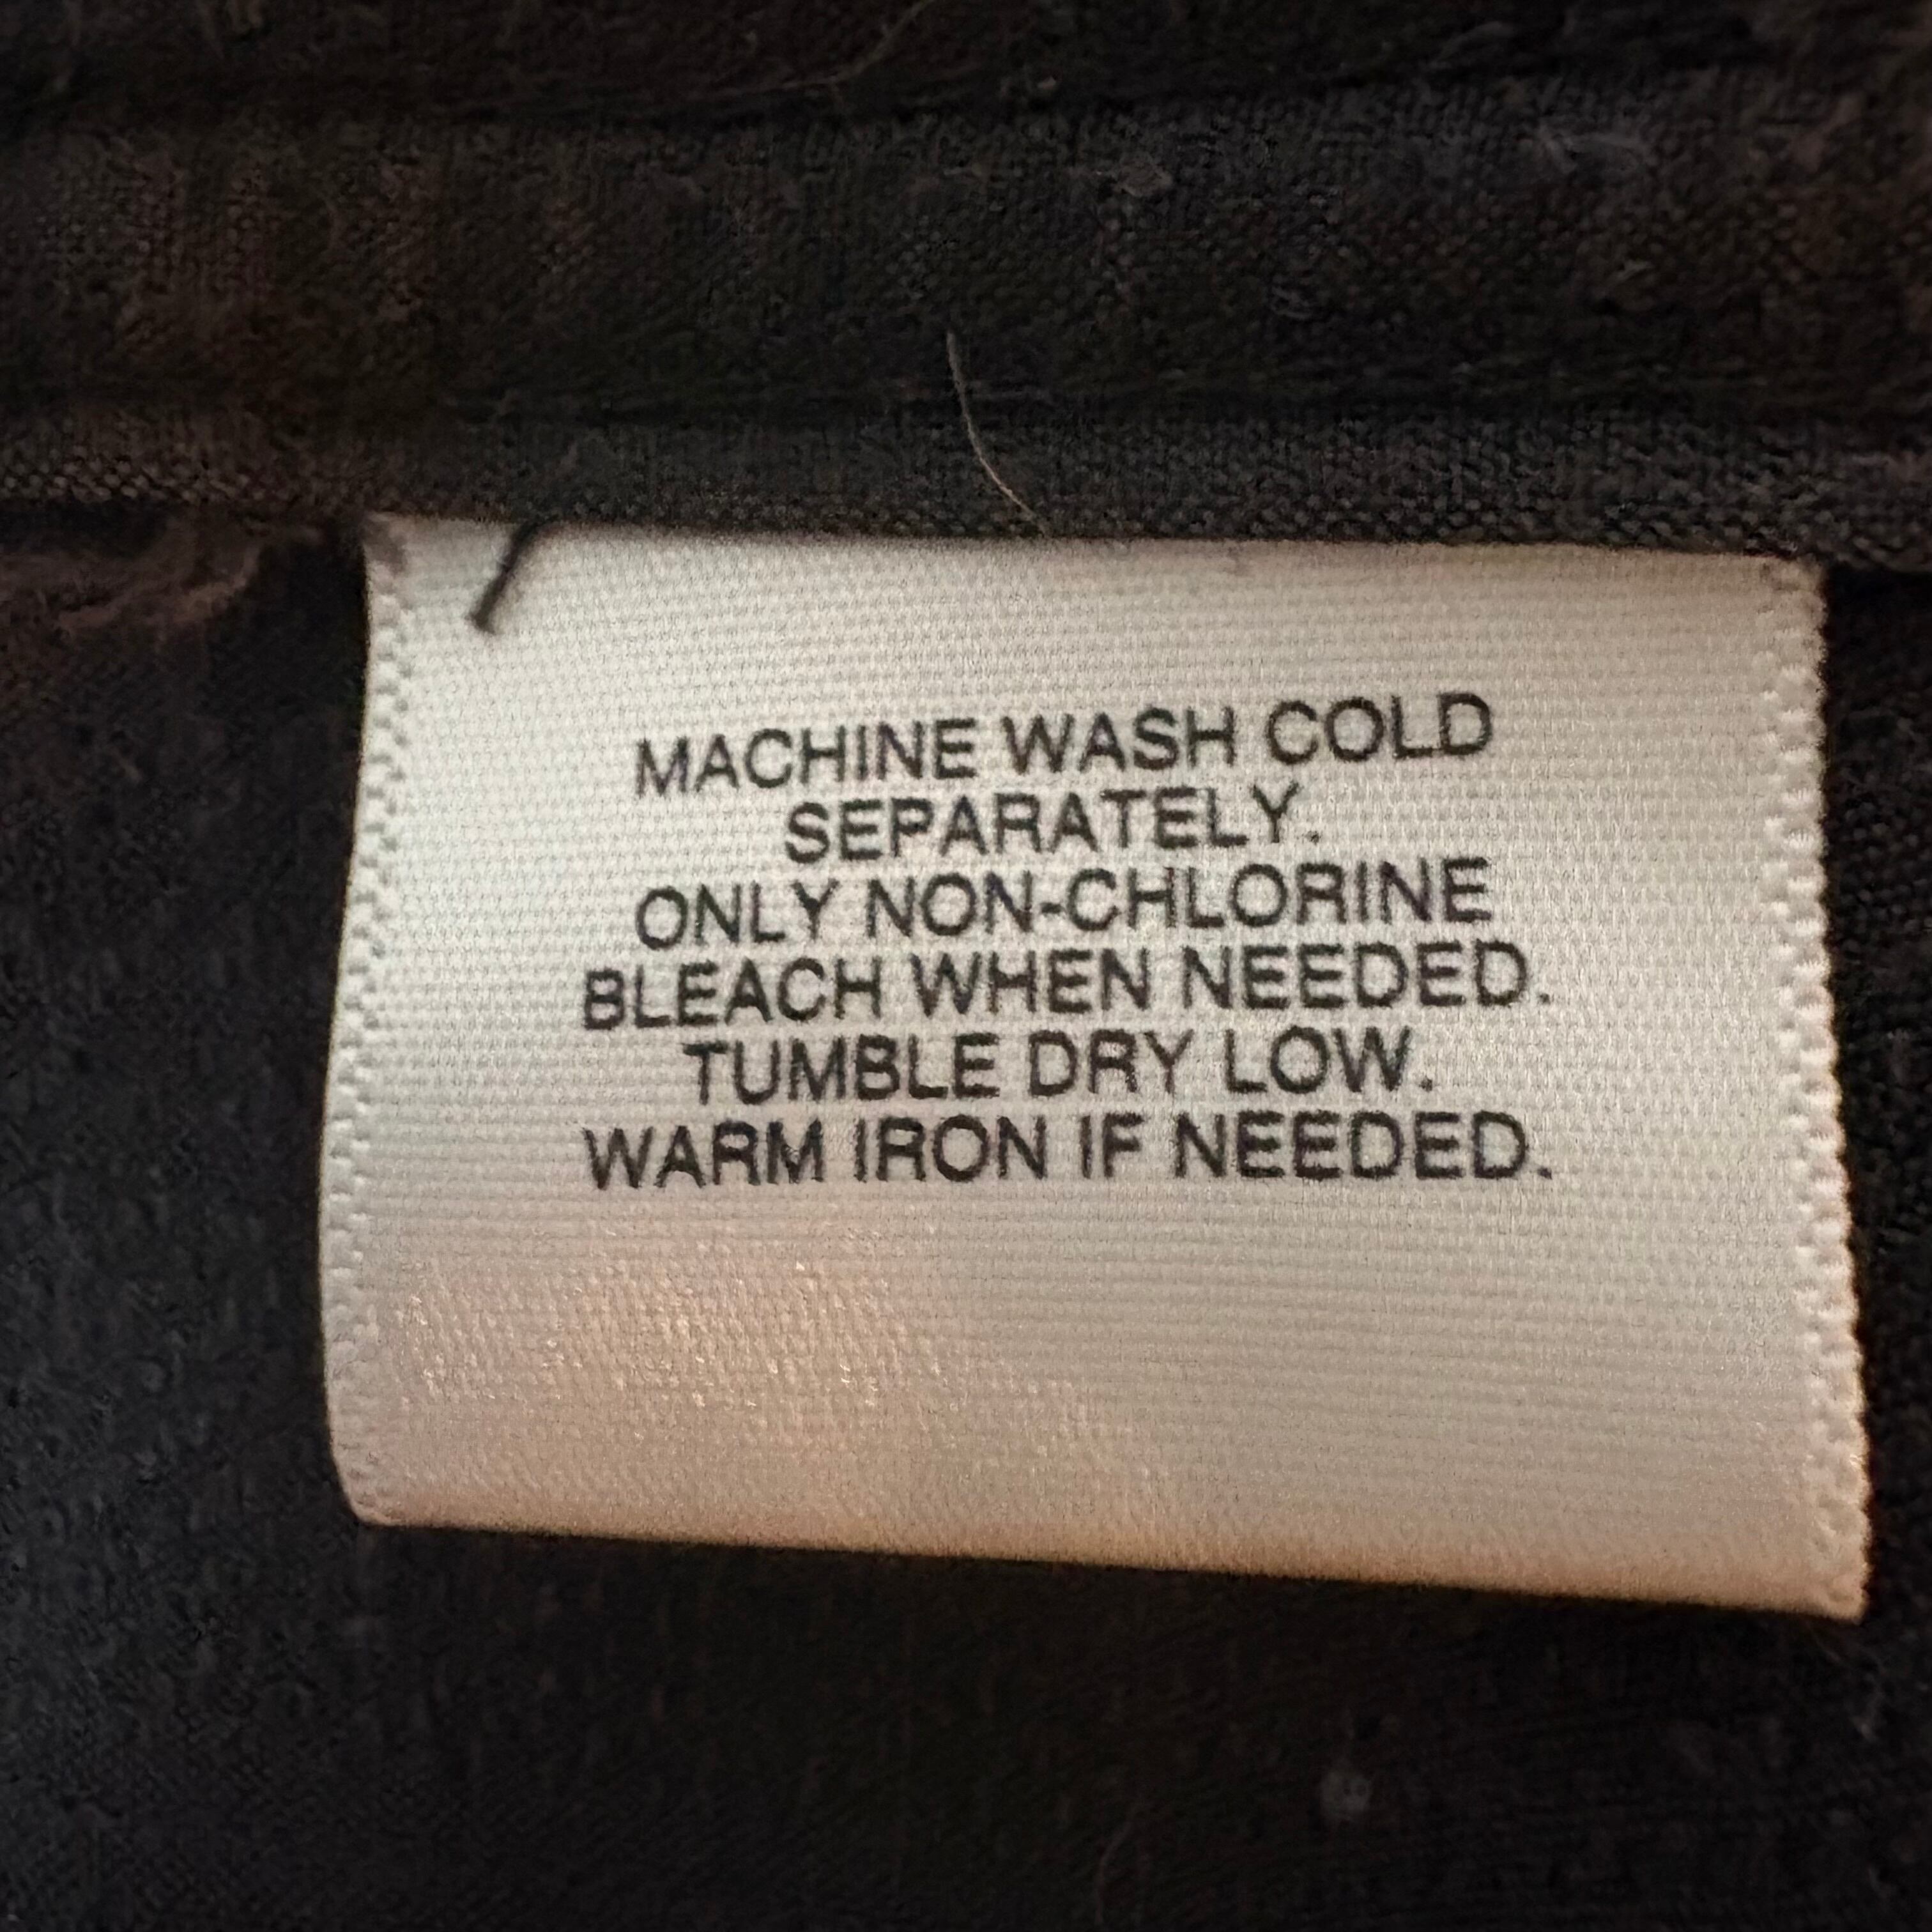 MACHINE WASH COLD
SEPARATELY.
ONLY NON-CHLORINE
BLEACH WHEN NEEDED.
TUMBLE DRY LOW.
WARM IRON IF NEEDED.